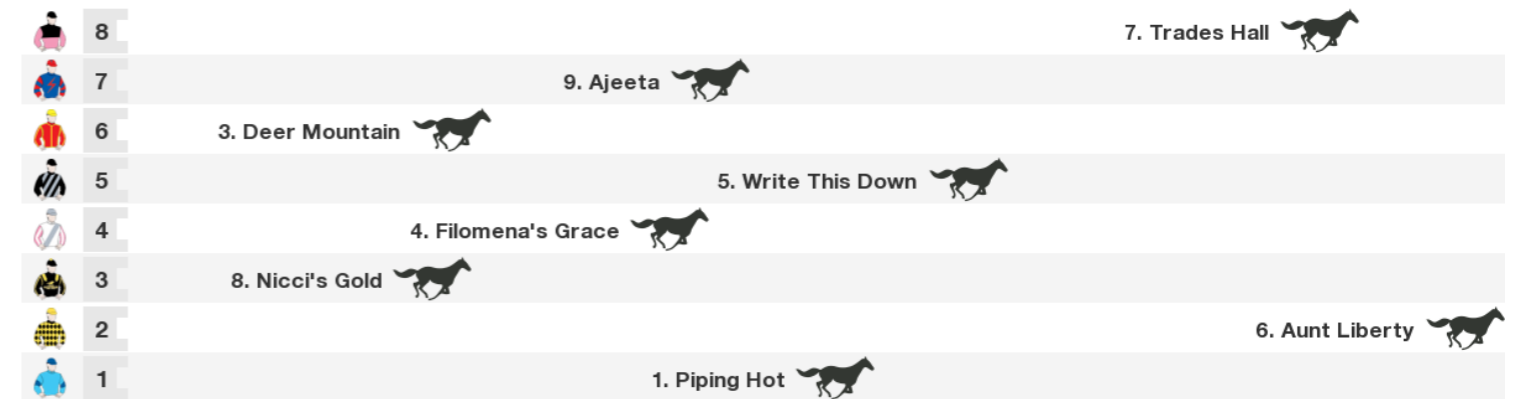 8 7. Trades Hall
7 9. Ajeeta
6 3. Deer Mountain
5 5. Write This Down
4 4. Filomena's Grace
3 8. Nicci's Gold
2 6. Aunt Liberty
1 1. Piping Hot